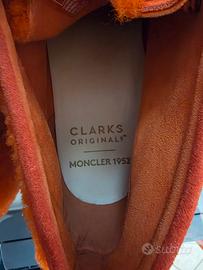 CLARKS
ORIGINALS
MONCLER 1952
subito